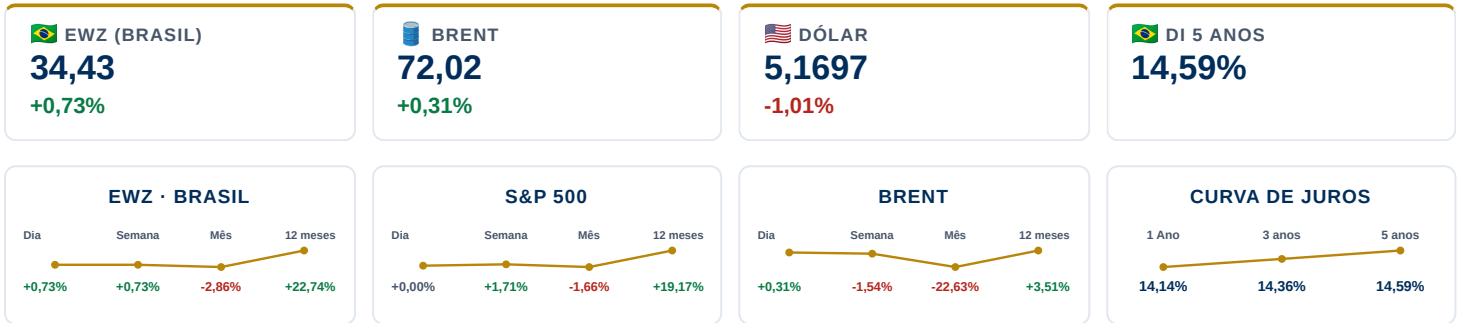 EWZ (BRASIL)
34,43
+0,73%
BRENT
72,02
+0,31%
DÓLAR
5,1697
-1,01%
DI 5 ANOS
14,59%
EWZ · BRASIL
Dia Semana Mês 12 meses
+0,73% +0,73% -2,86% +22,74%
S&P 500
Dia Semana Mês 12 meses
+0,00% +1,71% -1,66% +19,17%
BRENT
Dia Semana Mês 12 meses
+0,31% -1,54% -22,63% +3,51%
CURVA DE JUROS
1 Ano 3 anos 5 anos
14,14% 14,36% 14,59%